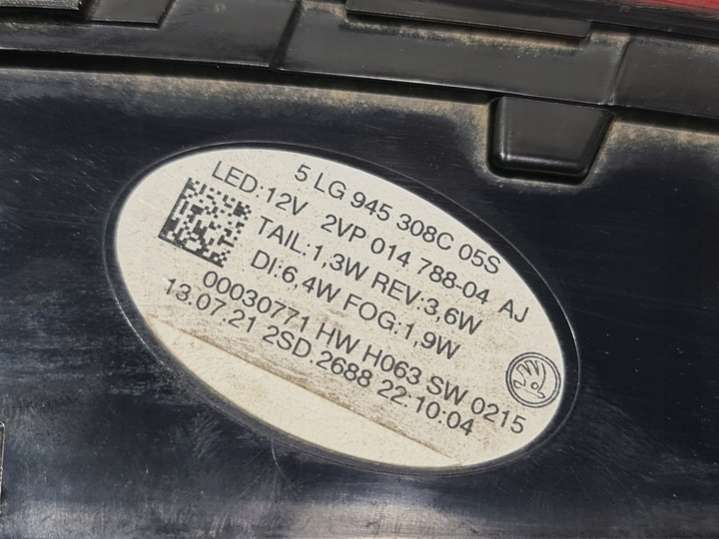 5 LG 945 308C 05S
LED:12V 2VP 014 788-04 AJ
TAIL:1,3W REV:3,6W
DI:6,4W FOG:1,9W
00030771 HW H063 SW 0215
13.07.21 2SD.2688 22:10:04